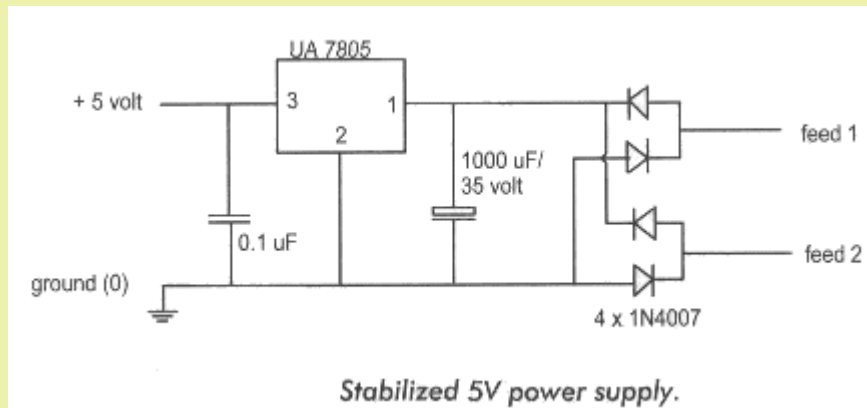 UA 7805
+ 5 volt
3
1
2
feed 1
1000 uF/
35 volt
0.1 uF
feed 2
ground (0)
4 x 1N4007
Stabilized 5V power supply.